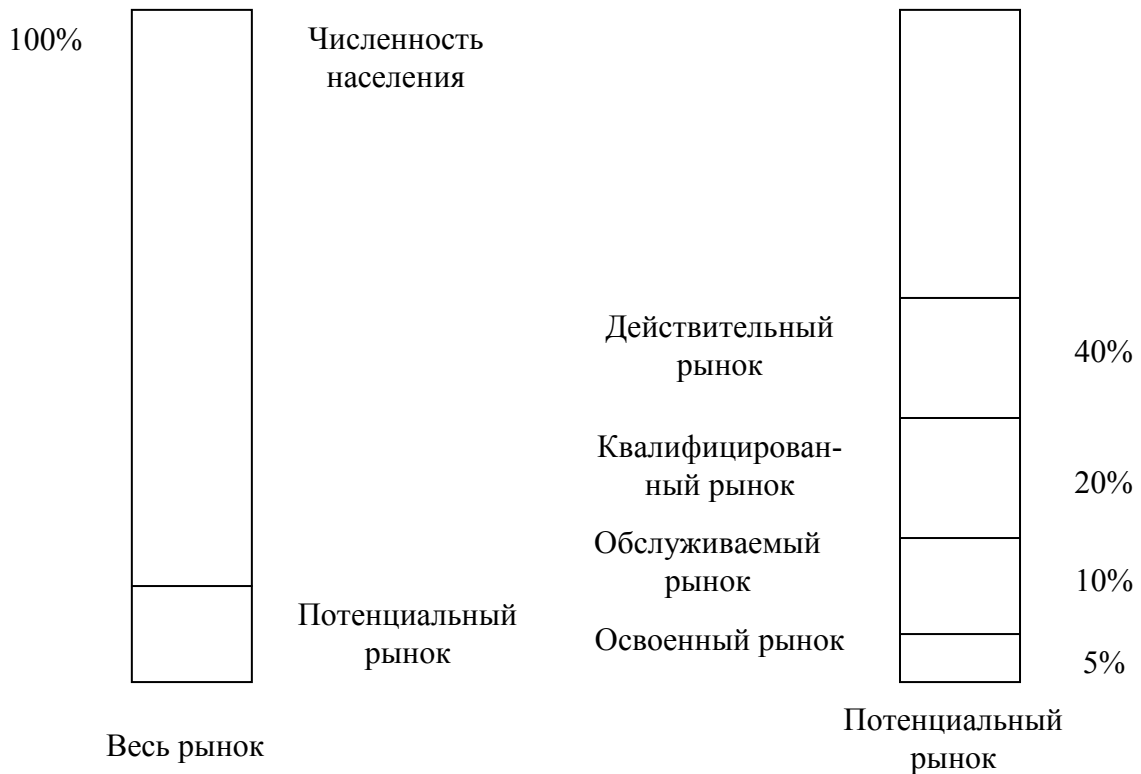 100%
Численность
населения
Потенциальный
рынок
Весь рынок
Действительный
рынок
40%
Квалифицирован-
ный рынок
20%
Обслуживаемый
рынок
10%
Освоенный рынок
5%
Потенциальный
рынок